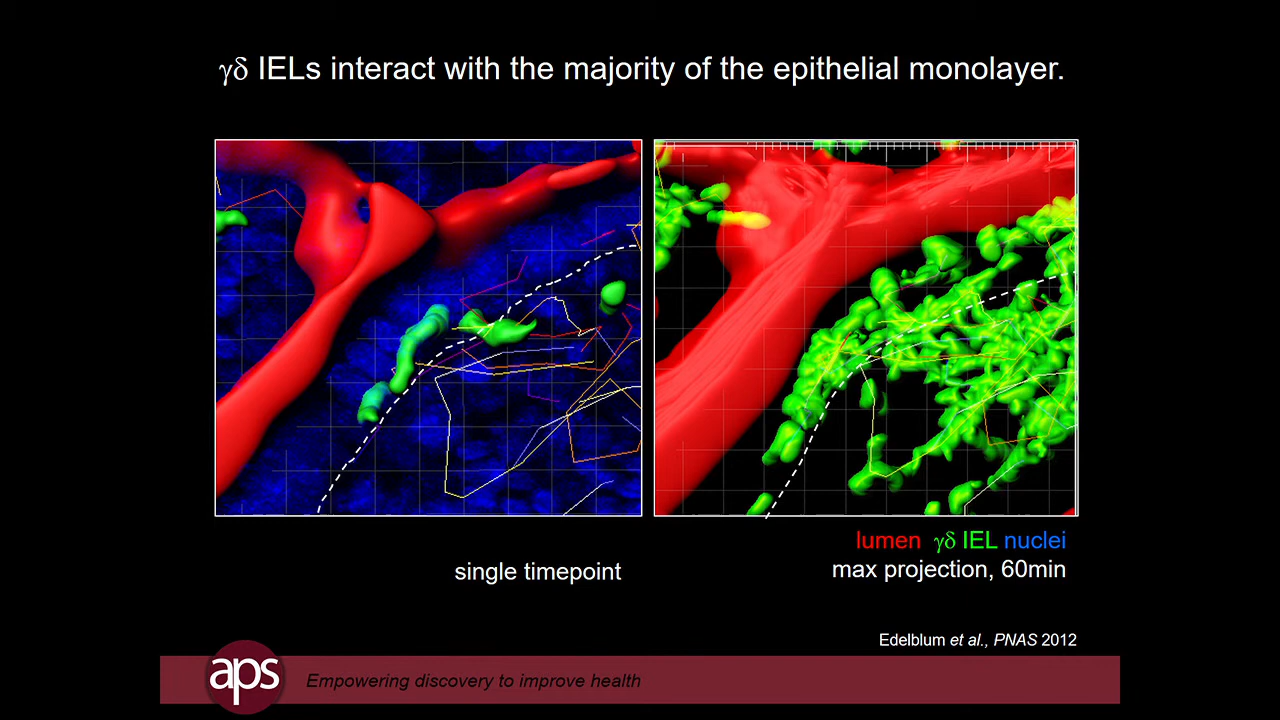 γδ IELs interact with the majority of the epithelial monolayer.
lumen γδ IEL nuclei
single timepoint
max projection, 60min
Edelblum et al., PNAS 2012
aps
Empowering discovery to improve health